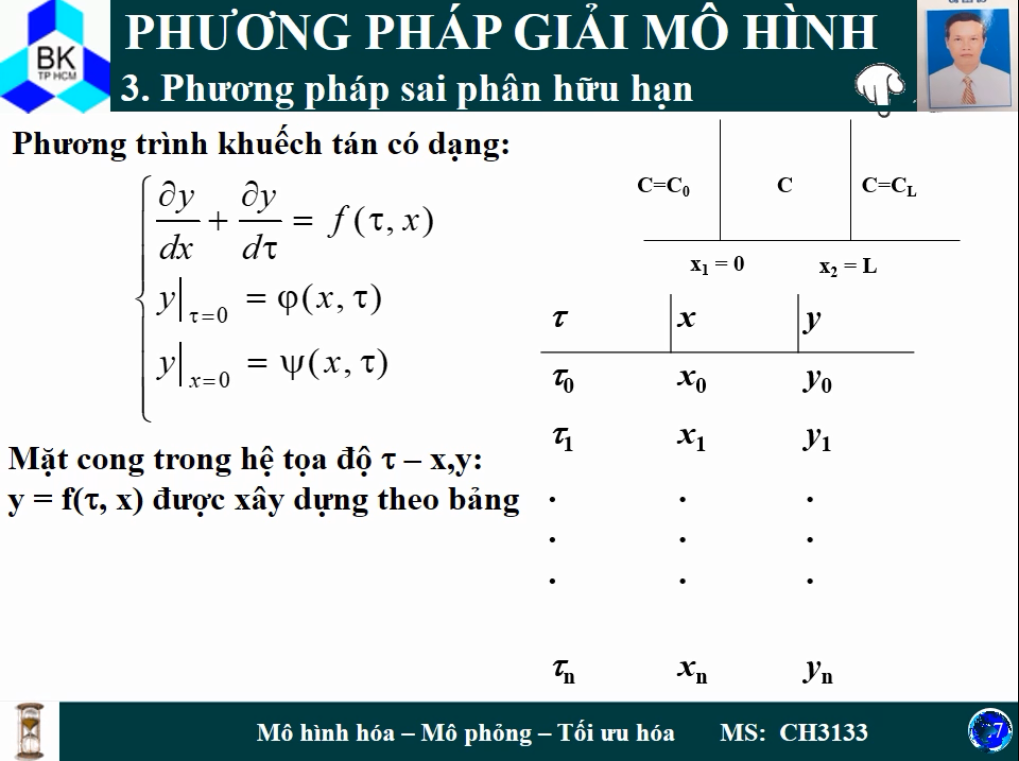 BK
TP HCM
PHƯƠNG PHÁP GIẢI MÔ HÌNH
3. Phương pháp sai phân hữu hạn
Phương trình khuếch tán có dạng:
∂y/dx + ∂y/dτ = f(τ, x)
y|τ=0 = φ(x, τ)
y|x=0 = ψ(x, τ)
C=C₀ C C=C_L
x₁ = 0 x₂ = L
τ x y
τ₀ x₀ y₀
τ₁ x₁ y₁
. . .
. . .
. . .
τₙ xₙ yₙ
Mặt cong trong hệ tọa độ τ – x,y:
y = f(τ, x) được xây dựng theo bảng
Mô hình hóa – Mô phỏng – Tối ưu hóa MS: CH3133
7